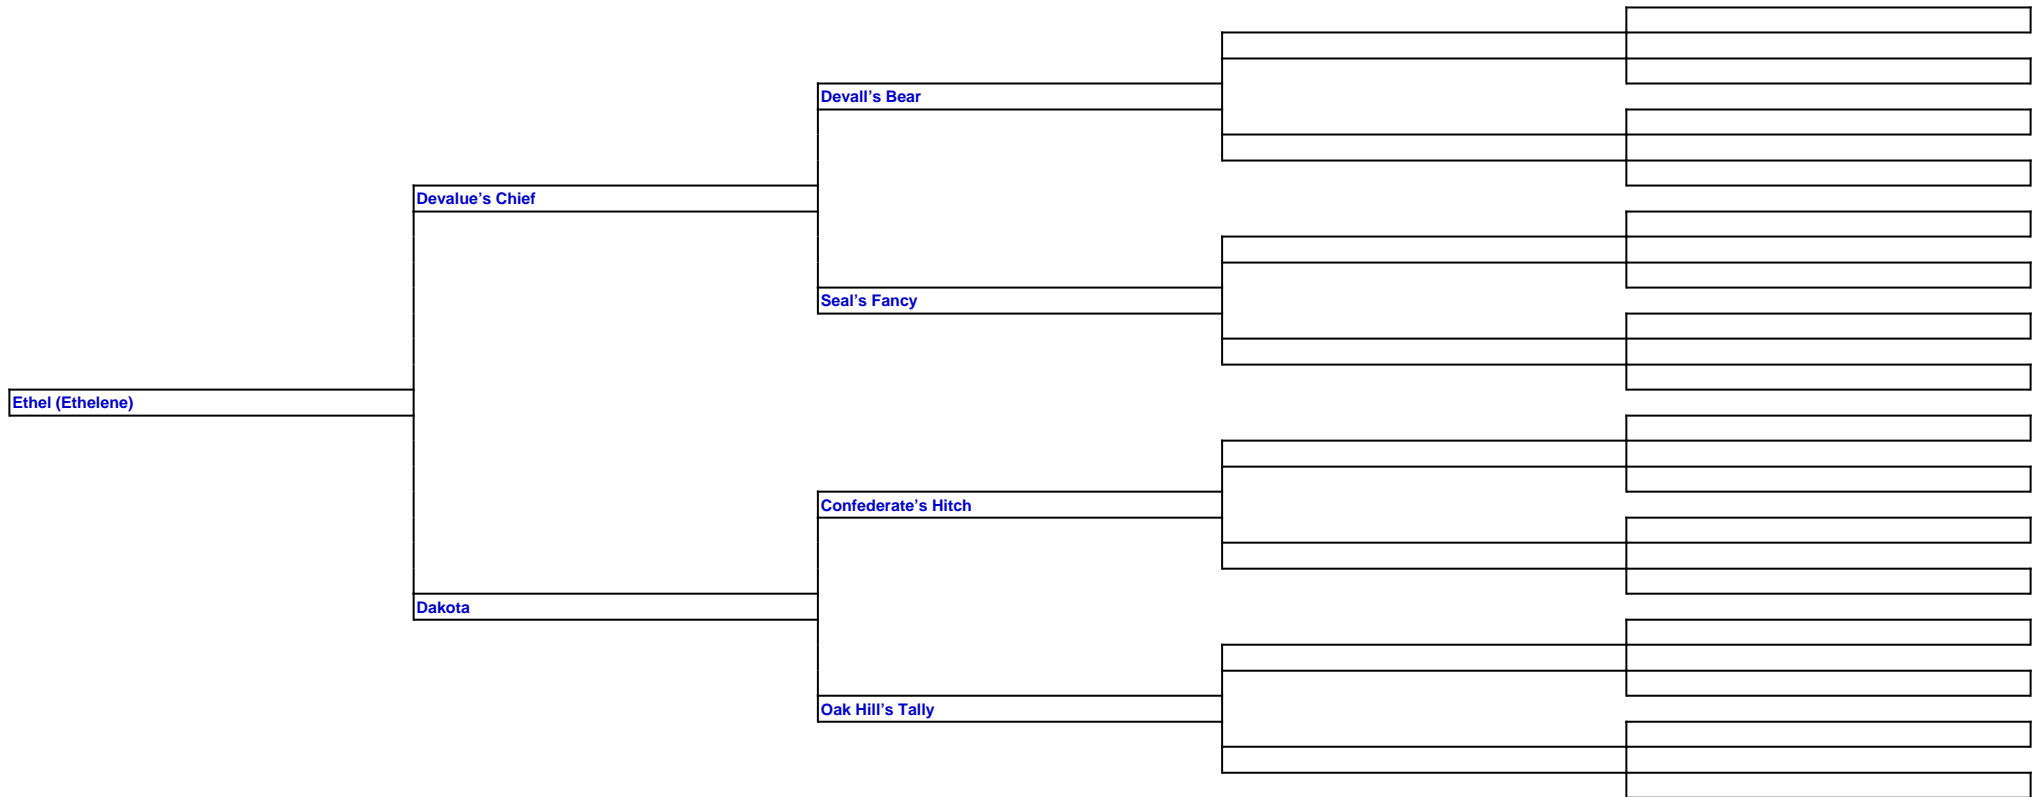 Devall’s Bear
Devalue’s Chief
Seal’s Fancy
Ethel (Ethelene)
Confederate’s Hitch
Dakota
Oak Hill’s Tally